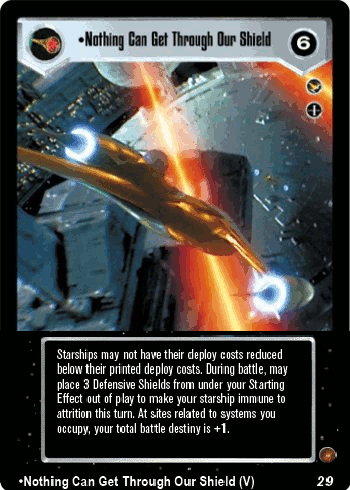 •Nothing Can Get Through Our Shield
6
Starships may not have their deploy costs reduced
below their printed deploy costs. During battle, may
place 3 Defensive Shields from under your Starting
Effect out of play to make your starship immune to
attrition this turn. At sites related to systems you
occupy, your total battle destiny is +1.
•Nothing Can Get Through Our Shield (V) 29